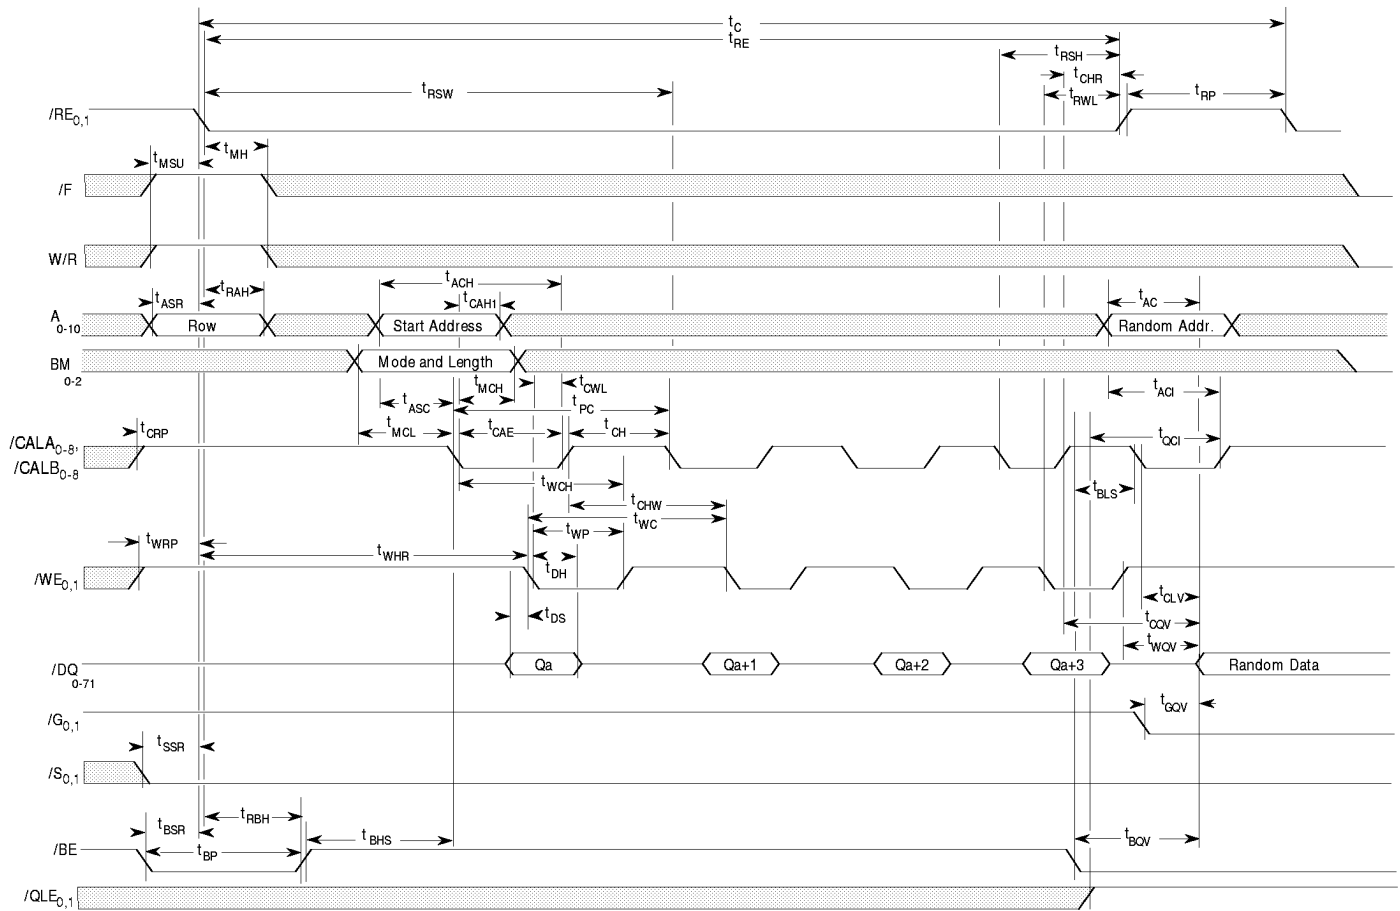 tC
tRE
tRSH
tCHR
tRSW
tRWL
tRP
/RE0,1
tMSU
tMH
/F
W/R
tACH
tRAH
tASR
tCAH1
tAC
A0-10
Row
Start Address
Random Addr.
BM0-2
Mode and Length
tMCH
tCWL
tACI
tASC
tPC
tCRP
tMCL
tCAE
tCH
tQCI
/CALA0-8,
/CALB0-8
tWCH
tBLS
tCHW
tWC
tWP
tWRP
tWHR
tDH
/WE0,1
tCLV
tDS
tCQV
tWQV
/DQ0-71
Qa
Qa+1
Qa+2
Qa+3
Random Data
/G0,1
tGQV
tSSR
/S0,1
tRBH
tBSR
tBHS
tBQV
/BE
tBP
/QLE0,1